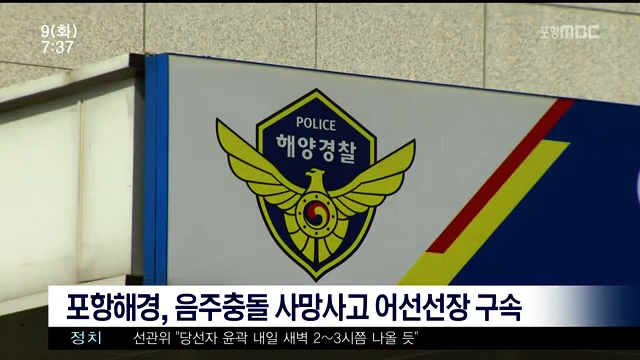 9(화)
7:37
포항MBC
POLICE
해양경찰
포항해경, 음주충돌 사망사고 어선선장 구속
정치 선관위 "당선자 윤곽 내일 새벽 2~3시쯤 나올 듯"